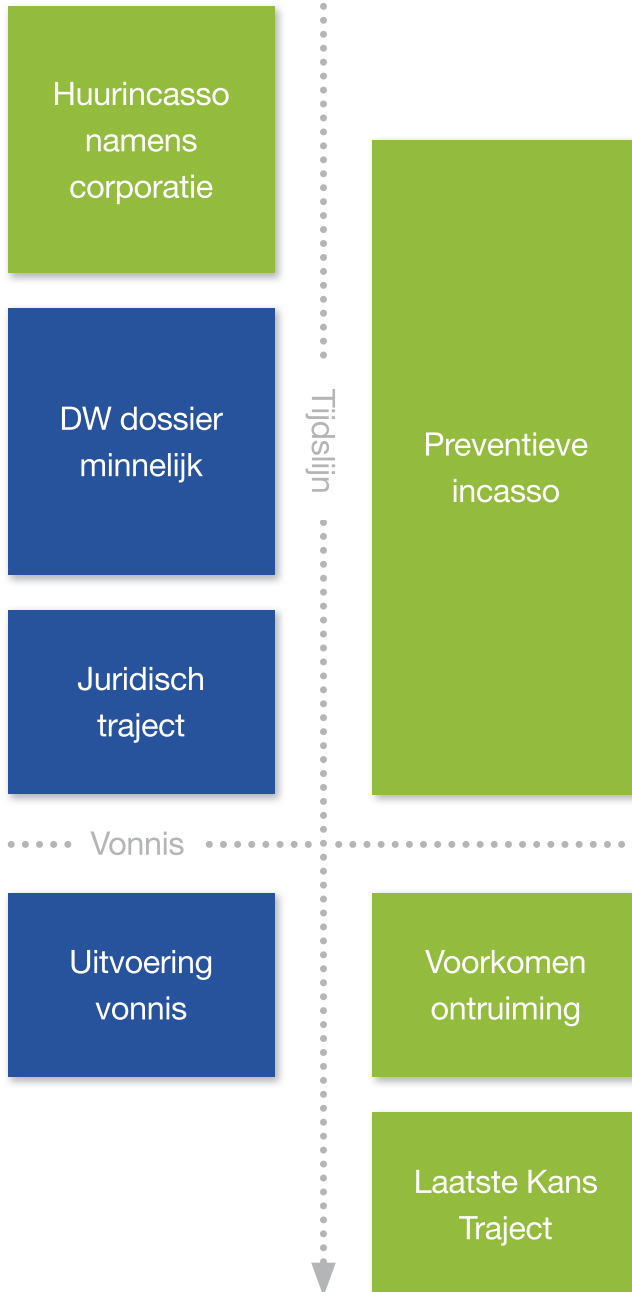 Huurincasso
namens
corporatie
DW dossier
minnelijk
Tijdslijn
Preventieve
incasso
Juridisch
traject
Vonnis
Uitvoering
vonnis
Voorkomen
ontruiming
Laatste Kans
Traject